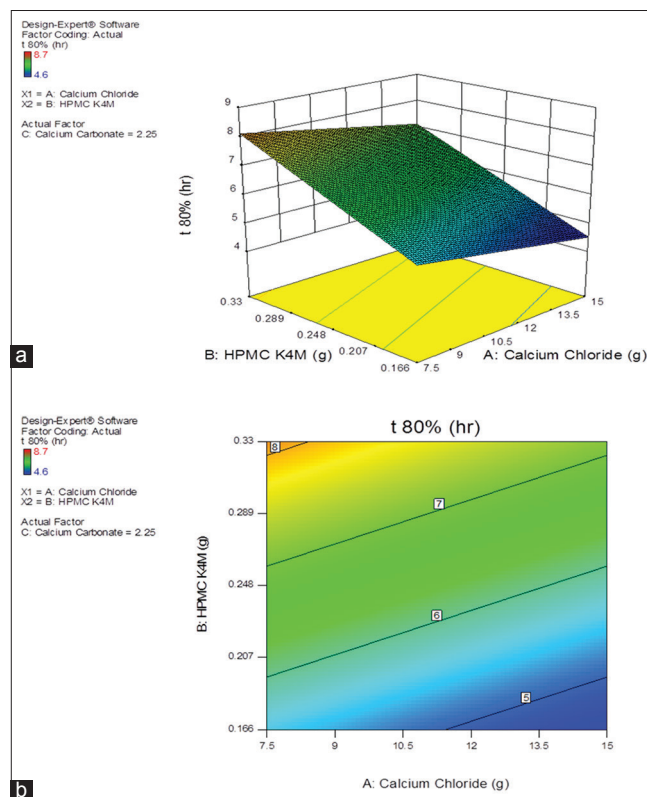 Design-Expert® Software
Factor Coding: Actual
t 80% (hr)
8.7
4.6
X1 = A: Calcium Chloride
X2 = B: HPMC K4M
Actual Factor
C: Calcium Carbonate = 2.25
9
8
7
6
5
4
t 80% (hr)
0.33
0.289
0.248
0.207
0.166
15
13.5
12
10.5
9
7.5
B: HPMC K4M (g)
A: Calcium Chloride (g)
a
Design-Expert® Software
Factor Coding: Actual
t 80% (hr)
8.7
4.6
X1 = A: Calcium Chloride
X2 = B: HPMC K4M
Actual Factor
C: Calcium Carbonate = 2.25
t 80% (hr)
0.33
0.289
0.248
0.207
0.166
B: HPMC K4M (g)
8
7
6
5
7.5 9 10.5 12 13.5 15
A: Calcium Chloride (g)
b